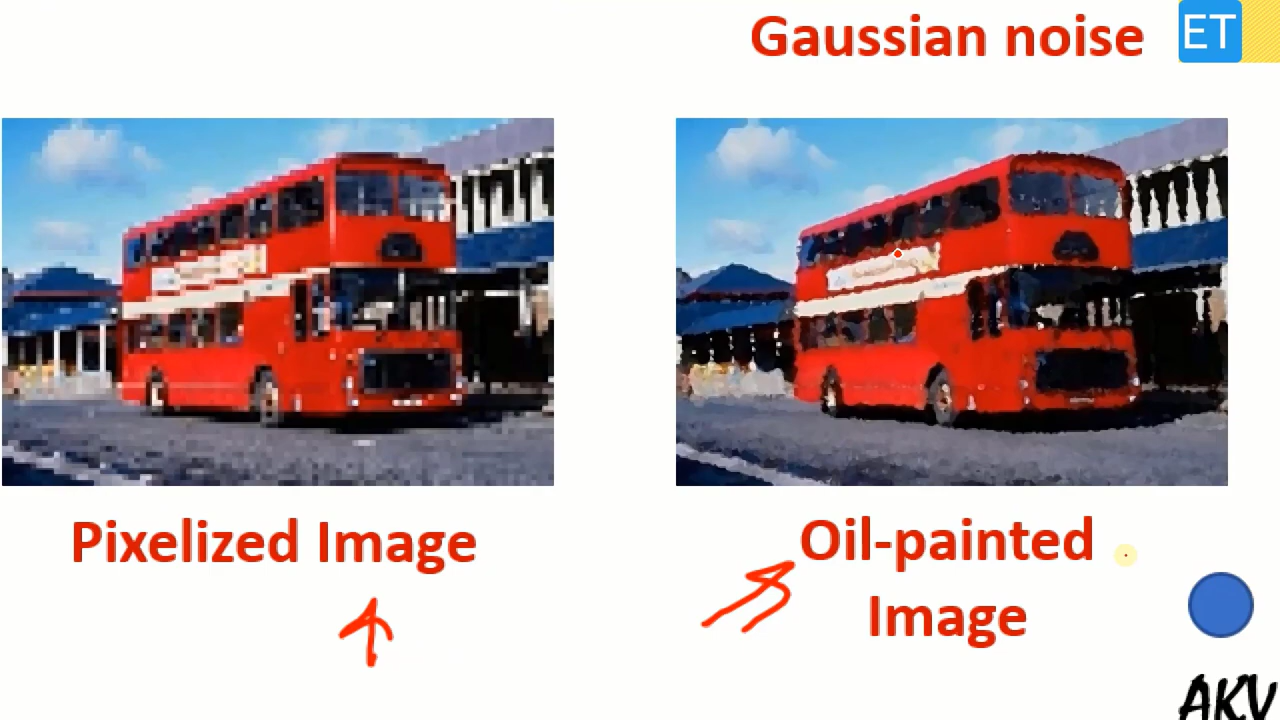 Gaussian noise
ET
Pixelized Image
Oil-painted
Image
AKV